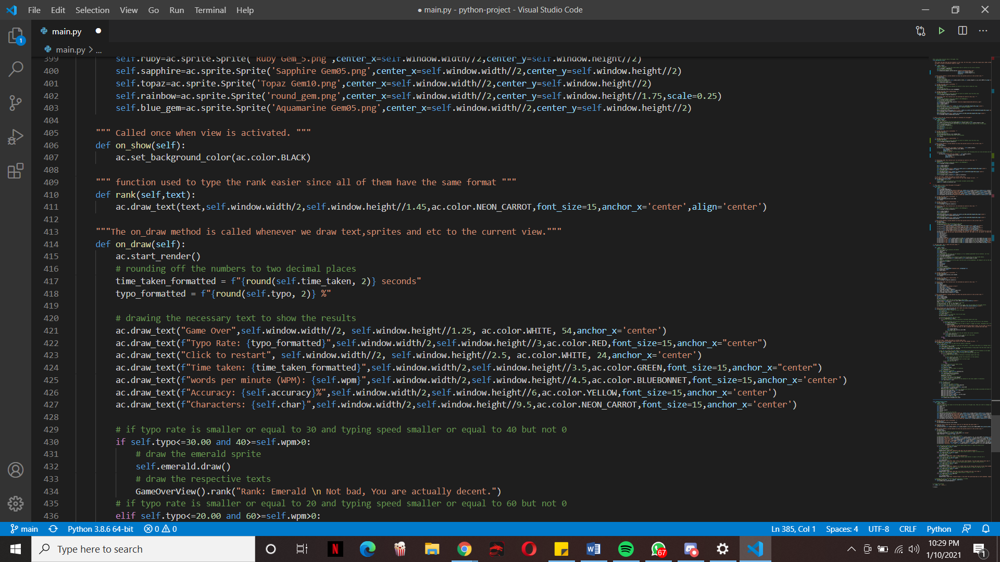 File Edit Selection View Go Run Terminal Help
● main.py - python-project - Visual Studio Code
main.py
main.py > ...
1
399 self.ruby=ac.sprite.Sprite('Ruby Gem_5.png',center_x=self.window.width//2,center_y=self.window.height//2)
400 self.sapphire=ac.sprite.Sprite('Sapphire Gem05.png',center_x=self.window.width//2,center_y=self.window.height//2)
401 self.topaz=ac.sprite.Sprite('Topaz Gem10.png',center_x=self.window.width//2,center_y=self.window.height//2)
402 self.rainbow=ac.sprite.Sprite('round_gem.png',center_x=self.window.width//2,center_y=self.window.height//1.75,scale=0.25)
403 self.blue_gem=ac.sprite.Sprite('Aquamarine Gem05.png',center_x=self.window.width//2,center_y=self.window.height//2)
404
405 """ Called once when view is activated. """
406 def on_show(self):
407 ac.set_background_color(ac.color.BLACK)
408
409 """ function used to type the rank easier since all of them have the same format """
410 def rank(self,text):
411 ac.draw_text(text,self.window.width/2,self.window.height//1.45,ac.color.NEON_CARROT,font_size=15,anchor_x='center',align='center')
412
413 """The on_draw method is called whenever we draw text,sprites and etc to the current view."""
414 def on_draw(self):
415 ac.start_render()
416 # rounding off the numbers to two decimal places
417 time_taken_formatted = f"{round(self.time_taken, 2)} seconds"
418 typo_formatted = f"{round(self.typo, 2)} %"
419
420 # drawing the necessary text to show the results
421 ac.draw_text("Game Over",self.window.width//2, self.window.height//1.25, ac.color.WHITE, 54,anchor_x='center')
422 ac.draw_text(f"Typo Rate: {typo_formatted}",self.window.width/2,self.window.height//3,ac.color.RED,font_size=15,anchor_x="center")
423 ac.draw_text("Click to restart", self.window.width//2, self.window.height//2.5, ac.color.WHITE, 24,anchor_x='center')
424 ac.draw_text(f"Time taken: {time_taken_formatted}",self.window.width/2,self.window.height//3.5,ac.color.GREEN,font_size=15,anchor_x="center")
425 ac.draw_text(f"words per minute (WPM): {self.wpm}",self.window.width/2,self.window.height//4.5,ac.color.BLUEBONNET,font_size=15,anchor_x='center')
426 ac.draw_text(f"Accuracy: {self.accuracy}%",self.window.width/2,self.window.height//6,ac.color.YELLOW,font_size=15,anchor_x='center')
427 ac.draw_text(f"Characters: {self.char}",self.window.width/2,self.window.height//9.5,ac.color.NEON_CARROT,font_size=15,anchor_x='center')
428
429 # if typo rate is smaller or equal to 30 and typing speed smaller or equal to 40 but not 0
430 if self.typo<=30.00 and 40>=self.wpm>0:
431 # draw the emerald sprite
432 self.emerald.draw()
433 # draw the respective texts
434 GameOverView().rank("Rank: Emerald \n Not bad, You are actually decent.")
435 # if typo rate is smaller or equal to 20 and typing speed smaller or equal to 60 but not 0
436 elif self.typo<=20.00 and 60>=self.wpm>0:
main Python 3.8.6 64-bit 0 0 Ln 385, Col 1 Spaces: 4 UTF-8 CRLF Python
Type here to search
N
67
10:29 PM
1/10/2021
1